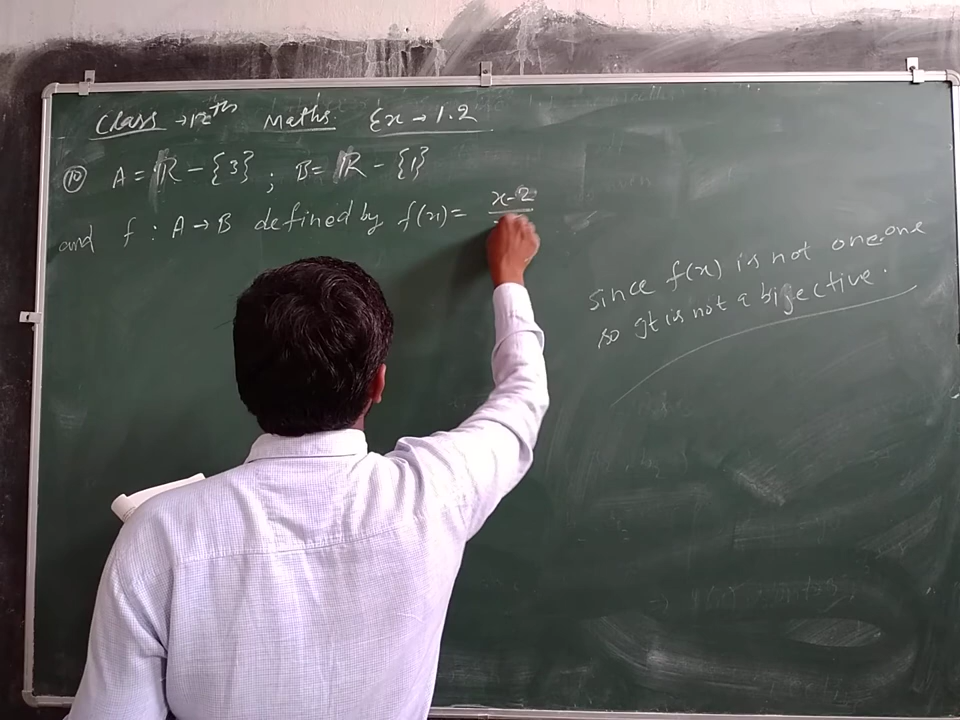 Class → 12th Maths Ex → 1.2
⑩ A = ℝ - {3} ; B = ℝ - {1}
and f : A → B defined by f(x) = x-2
since f(x) is not one one
so It is not a bijective.